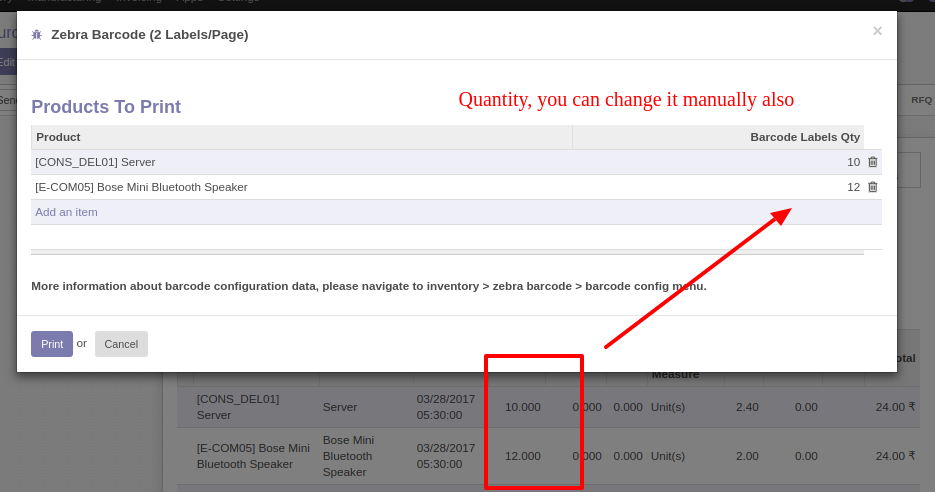 Manufacturing Invoicing Apps Settings
Zebra Barcode (2 Labels/Page) ×
Edit
Products To Print
Quantity, you can change it manually also
RFQ
Product Barcode Labels Qty
[CONS_DEL01] Server 10
[E-COM05] Bose Mini Bluetooth Speaker 12
Add an item
More information about barcode configuration data, please navigate to inventory > zebra barcode > barcode config menu.
Print or Cancel
Measure
[CONS_DEL01]
Server
Server
03/28/2017
05:30:00
10.000 0.000 0.000 Unit(s) 2.40 0.00 24.00 ₹
[E-COM05] Bose Mini
Bluetooth Speaker
Bose Mini
Bluetooth
Speaker
03/28/2017
05:30:00
12.000 0.000 0.000 Unit(s) 2.00 0.00 24.00 ₹